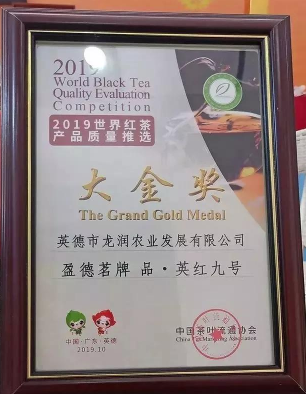 2019
World Black Tea
Quality Evaluation
Competition
2019世界红茶
产品质量推选
大金奖
The Grand Gold Medal
英德市龙润农业发展有限公司
盈德茗牌 品·英红九号
中国·广东·英德
2019.10
中国茶叶流通协会
China Tea Marketing Association